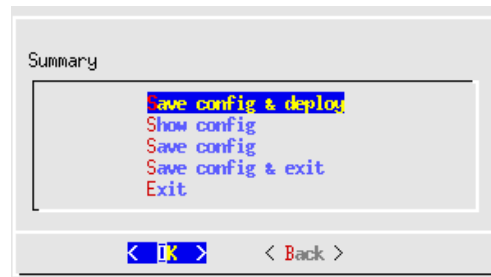 Summary
Save config & deploy
Show config
Save config
Save config & exit
Exit
< OK > < Back >